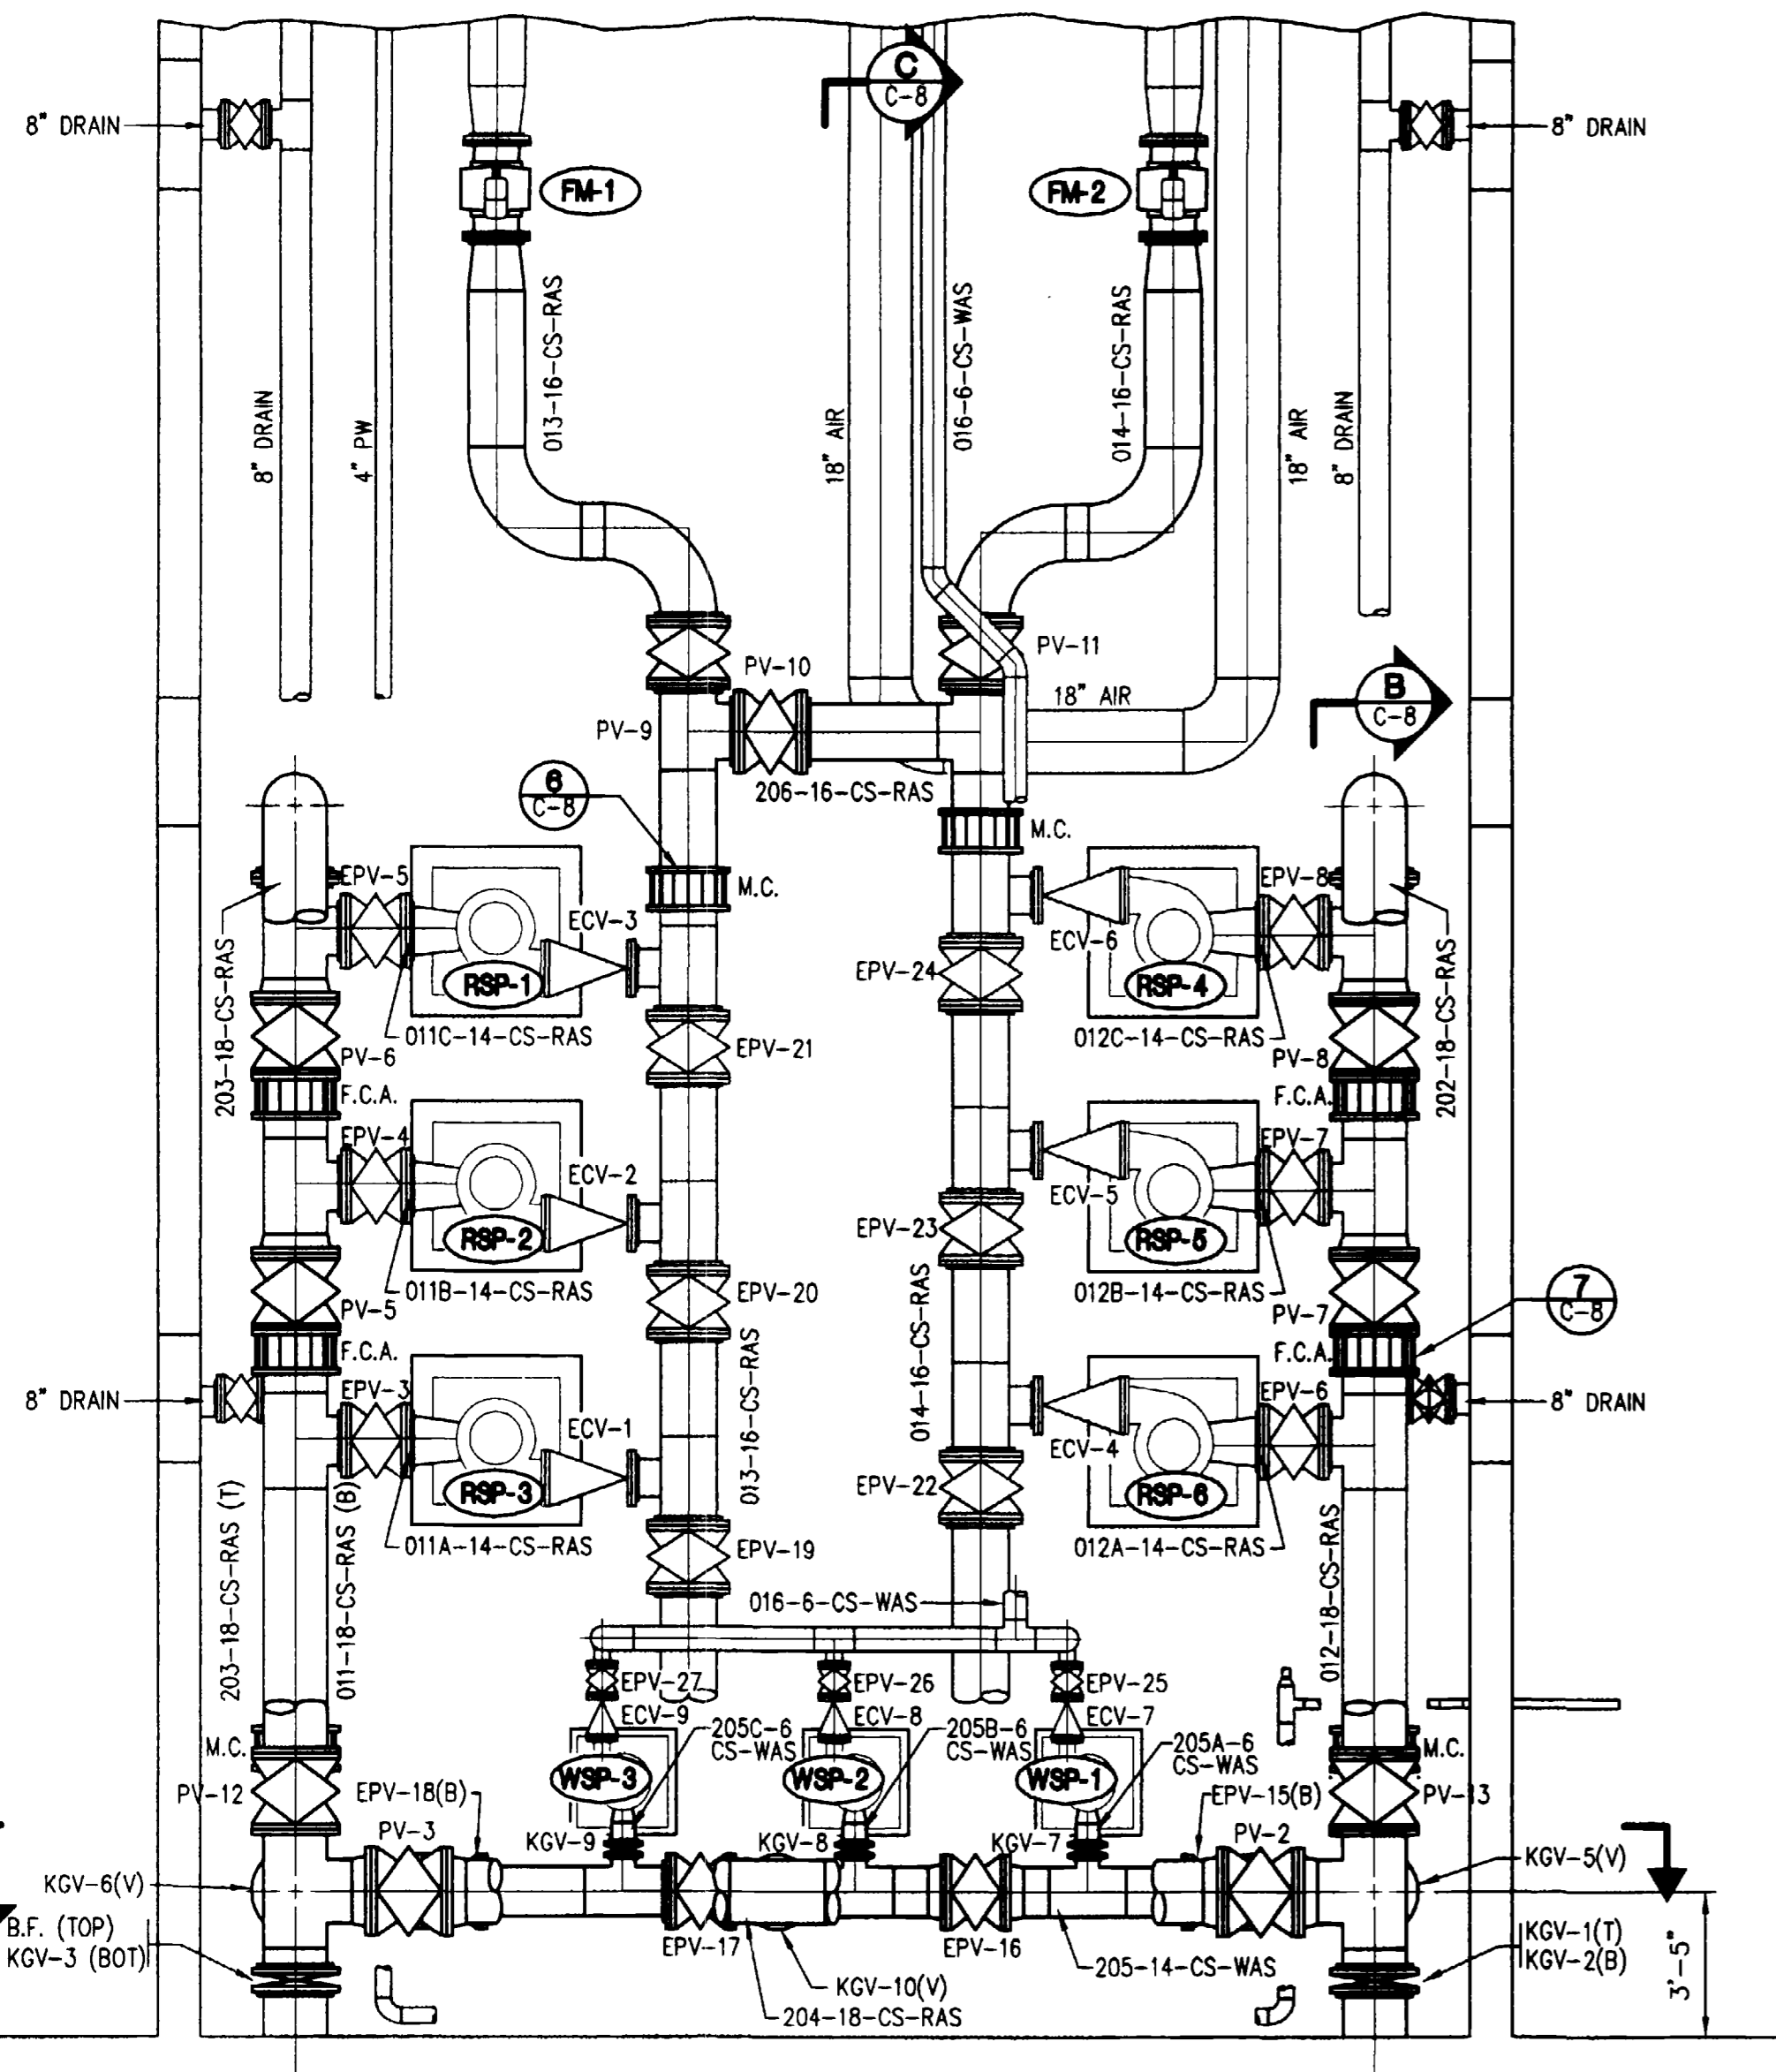 C
C-8
8" DRAIN
8" DRAIN
FM-1
FM-2
013-16-CS-RAS
016-6-CS-WAS
014-16-CS-RAS
8" DRAIN
4" PW
18" AIR
18" AIR
8" DRAIN
PV-10
PV-11
18" AIR
B
C-8
PV-9
206-16-CS-RAS
6
C-8
M.C.
M.C.
EPV-5
ECV-3
EPV-8
ECV-6
203-18-CS-RAS
RSP-1
EPV-24
RSP-4
202-18-CS-RAS
011C-14-CS-RAS
EPV-21
012C-14-CS-RAS
PV-6
PV-8
F.C.A.
F.C.A.
EPV-4
ECV-2
EPV-7
ECV-5
RSP-2
EPV-23
RSP-5
011B-14-CS-RAS
EPV-20
012B-14-CS-RAS
PV-5
PV-7
7
C-8
F.C.A.
F.C.A.
013-16-CS-RAS
014-16-CS-RAS
8" DRAIN
EPV-3
ECV-1
EPV-6
8" DRAIN
ECV-4
RSP-3
EPV-22
RSP-6
011A-14-CS-RAS
EPV-19
012A-14-CS-RAS
203-18-CS-RAS (T)
011-18-CS-RAS (B)
012-18-CS-RAS
016-6-CS-WAS
EPV-27
EPV-26
EPV-25
ECV-9
ECV-8
ECV-7
205C-6
CS-WAS
205B-6
CS-WAS
205A-6
CS-WAS
M.C.
M.C.
WSP-3
WSP-2
WSP-1
PV-12
EPV-18(B)
EPV-15(B)
PV-13
PV-3
KGV-9
KGV-8
KGV-7
PV-2
KGV-6(V)
KGV-5(V)
B.F. (TOP)
KGV-3 (BOT)
EPV-17
EPV-16
KGV-1(T)
KGV-2(B)
205-14-CS-WAS
KGV-10(V)
204-18-CS-RAS
3'-5"